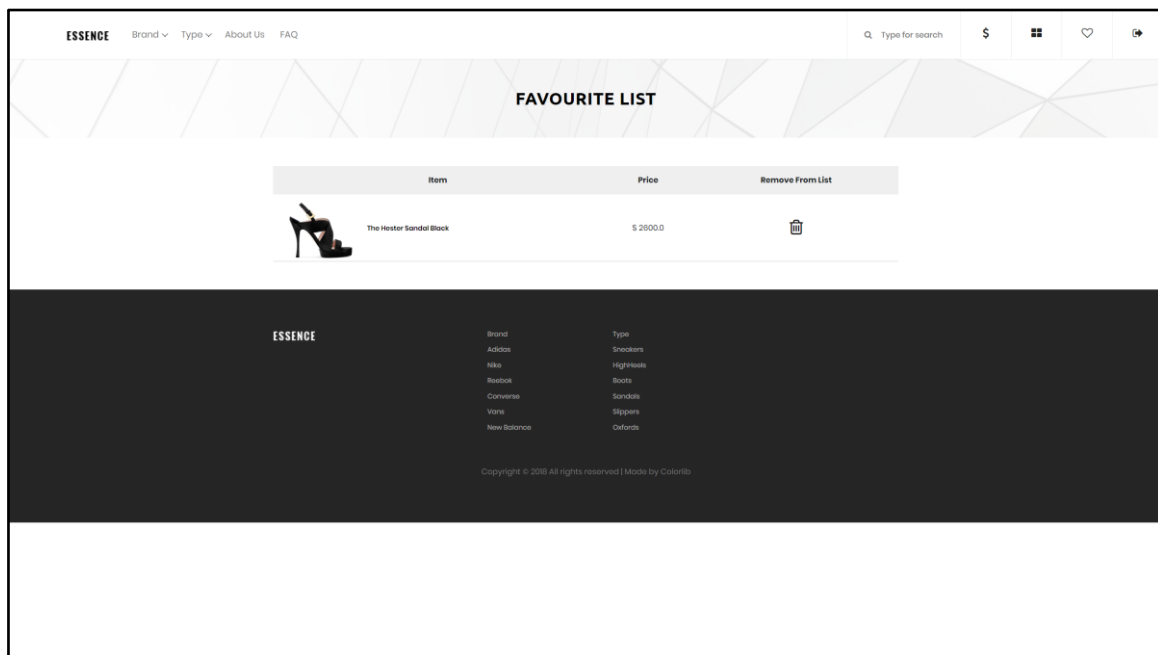 ESSENCE Brand Type About Us FAQ Type for search $
FAVOURITE LIST
Item Price Remove From List
The Hester Sandal Black $ 2600.0
ESSENCE
Brand Type
Adidas Sneakers
Nike HighHeels
Reebok Boots
Converse Sandals
Vans Slippers
New Balance Oxfords
Copyright © 2018 All rights reserved | Made by Colorlib